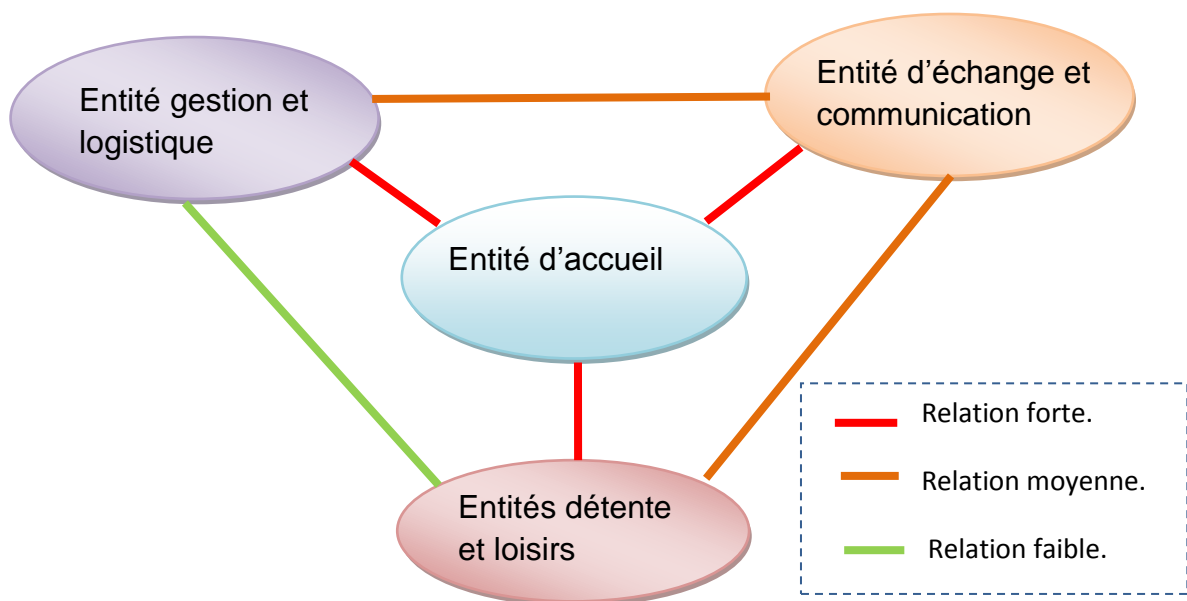 Entité gestion et
logistique
Entité d’échange et
communication
Entité d’accueil
Entités détente
et loisirs
Relation forte.
Relation moyenne.
Relation faible.